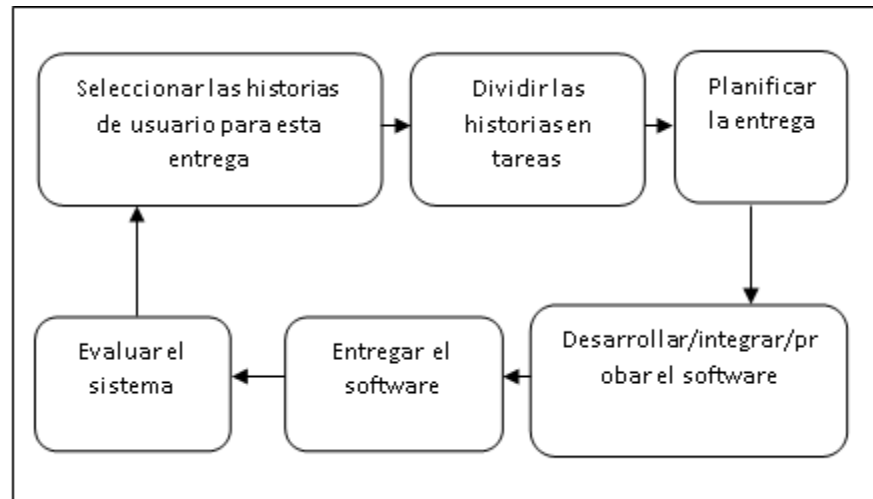 Seleccionar las historias
de usuario para esta
entrega
Dividir las
historias en
tareas
Planificar
la entrega
Desarrollar/integrar/pr
obar el software
Entregar el
software
Evaluar el
sistema